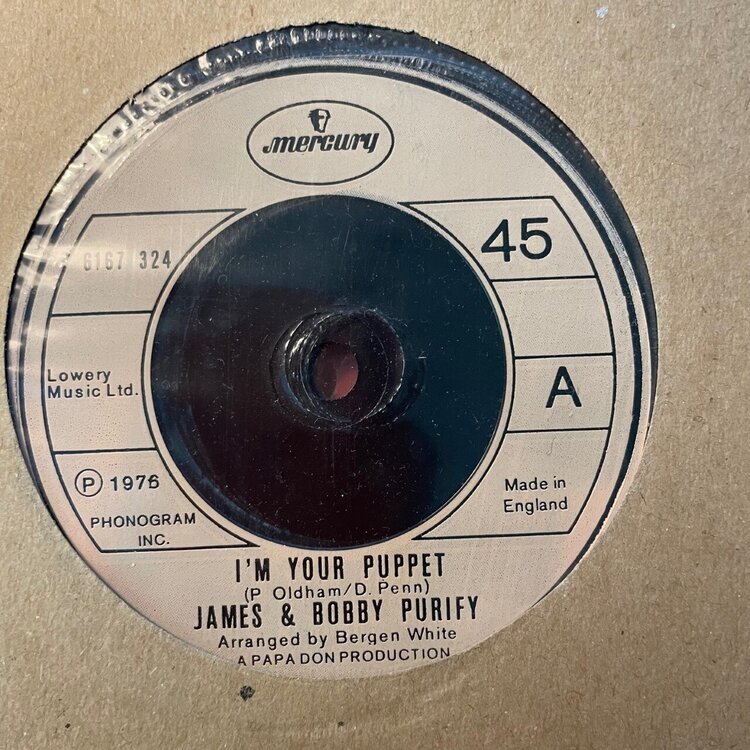 mercury
6167 324
45
Lowery
Music Ltd.
A
℗ 1976
PHONOGRAM
INC.
Made in
England
I'M YOUR PUPPET
(P Oldham/D. Penn)
JAMES & BOBBY PURIFY
Arranged by Bergen White
A PAPA DON PRODUCTION